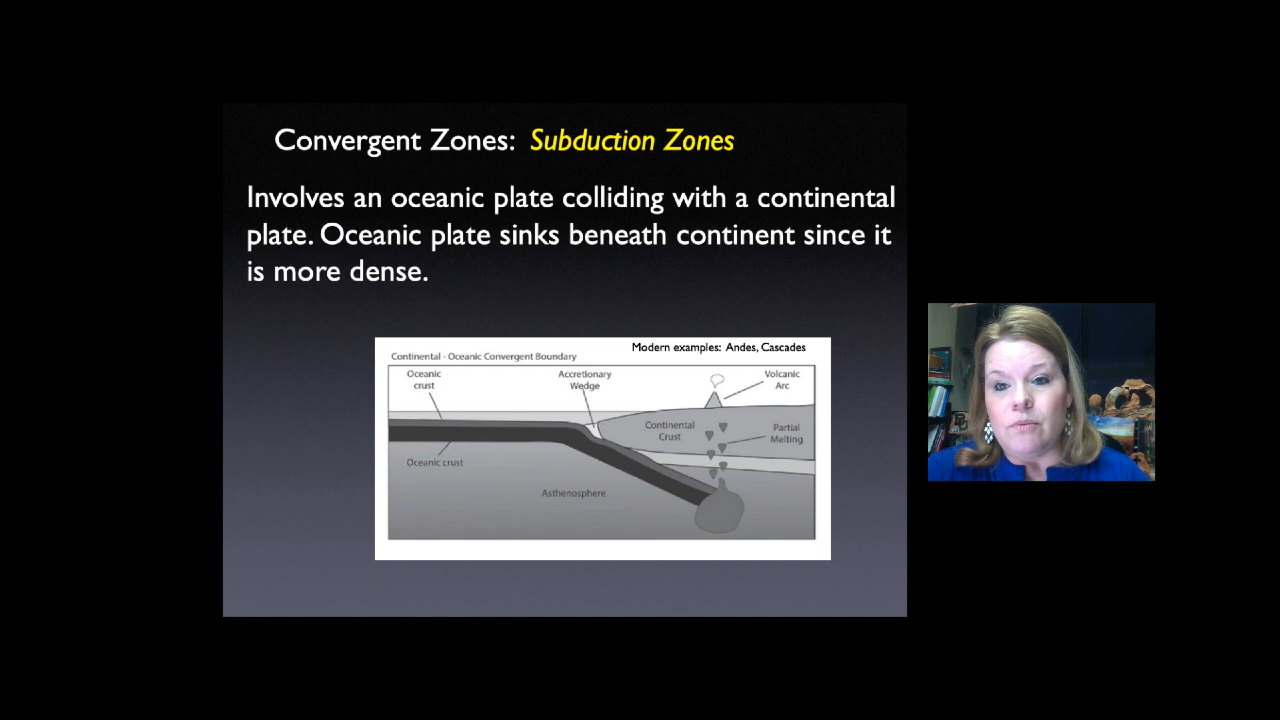 Convergent Zones: Subduction Zones
Involves an oceanic plate colliding with a continental
plate. Oceanic plate sinks beneath continent since it
is more dense.
Modern examples: Andes, Cascades
Continental - Oceanic Convergent Boundary
Oceanic
crust
Accretionary
Wedge
Volcanic
Arc
Continental
Crust
Partial
Melting
Oceanic crust
Asthenosphere